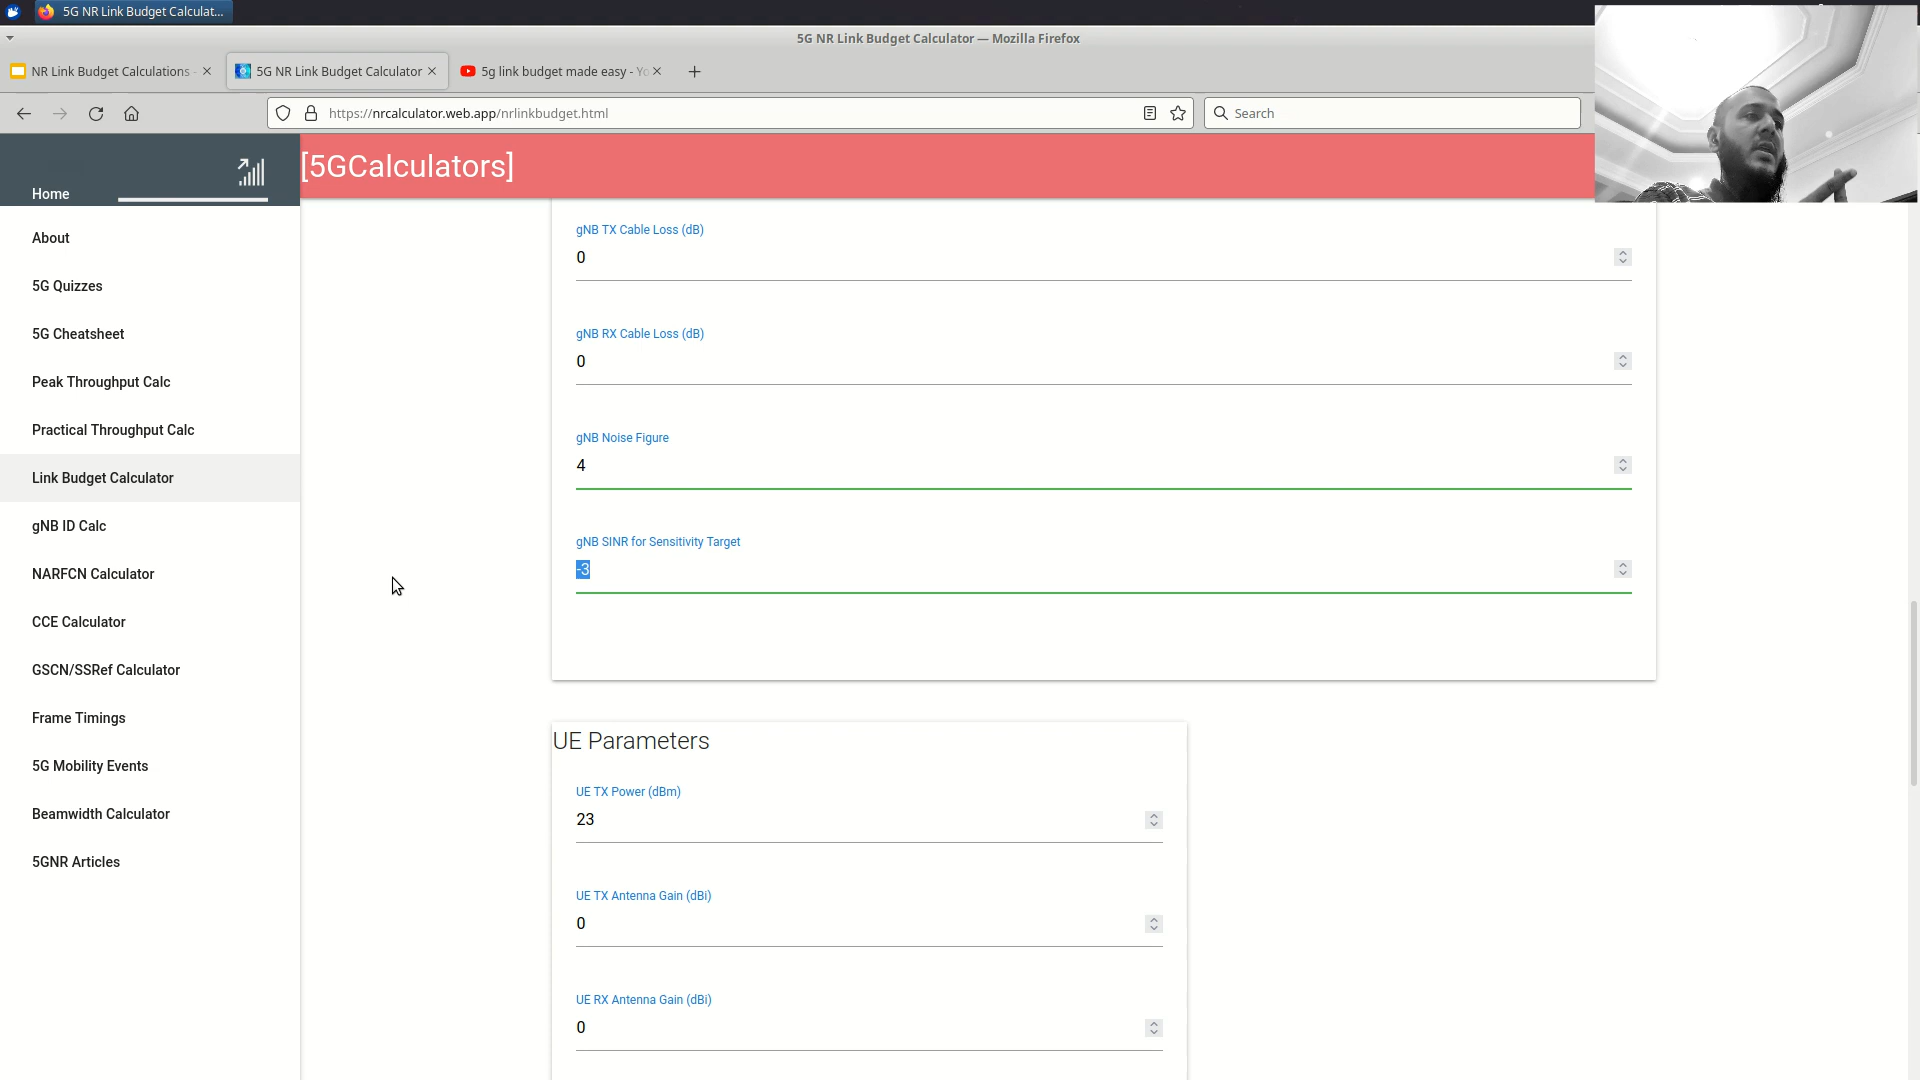 5G NR Link Budget Calculat...
5G NR Link Budget Calculator — Mozilla Firefox
NR Link Budget Calculations -
5G NR Link Budget Calculator
5g link budget made easy - Yo
https://nrcalculator.web.app/nrlinkbudget.html
Search
[5GCalculators]
Home
About
5G Quizzes
5G Cheatsheet
Peak Throughput Calc
Practical Throughput Calc
Link Budget Calculator
gNB ID Calc
NARFCN Calculator
CCE Calculator
GSCN/SSRef Calculator
Frame Timings
5G Mobility Events
Beamwidth Calculator
5GNR Articles
gNB TX Cable Loss (dB)
0
gNB RX Cable Loss (dB)
0
gNB Noise Figure
4
gNB SINR for Sensitivity Target
-3
UE Parameters
UE TX Power (dBm)
23
UE TX Antenna Gain (dBi)
0
UE RX Antenna Gain (dBi)
0